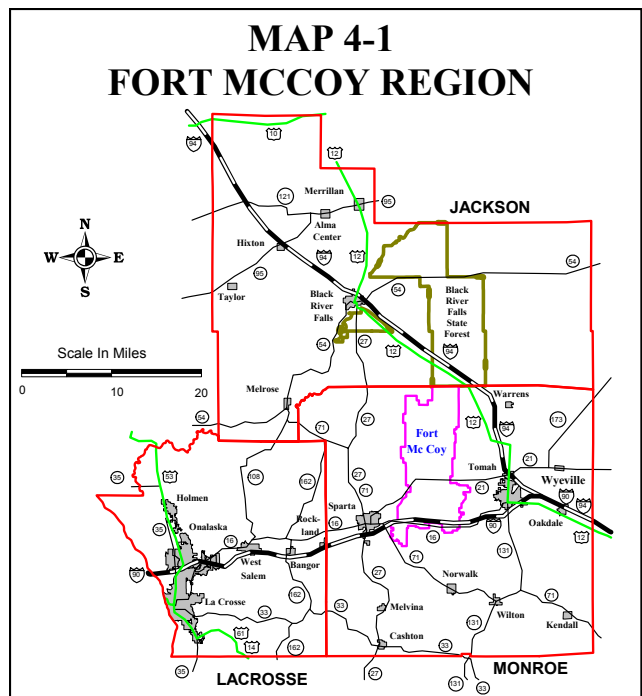 MAP 4-1
FORT MCCOY REGION
94
10
12
121
Merrillan
95
JACKSON
Alma
Center
N
W E
S
Hixton
94
12
95
54
54
Taylor
Black
River
Falls
Black
River
Falls
State
Forest
Scale In Miles
0 10 20
54
27
12
94
Melrose
Warrens
54
71
27
Fort
Mc Coy
12
94
173
35
53
108
162
27
71
Tomah
21
Wyeville
Holmen
21
90
94
35
Onalaska
Rock-
land
Sparta
16
16
16
90
Oakdale
12
90
West
Salem
Bangor
71
131
La Crosse
162
27
Norwalk
71
33
33
Melvina
Wilton
131
Kendall
61
14
162
Cashton
35
27
131
33
LACROSSE
MONROE